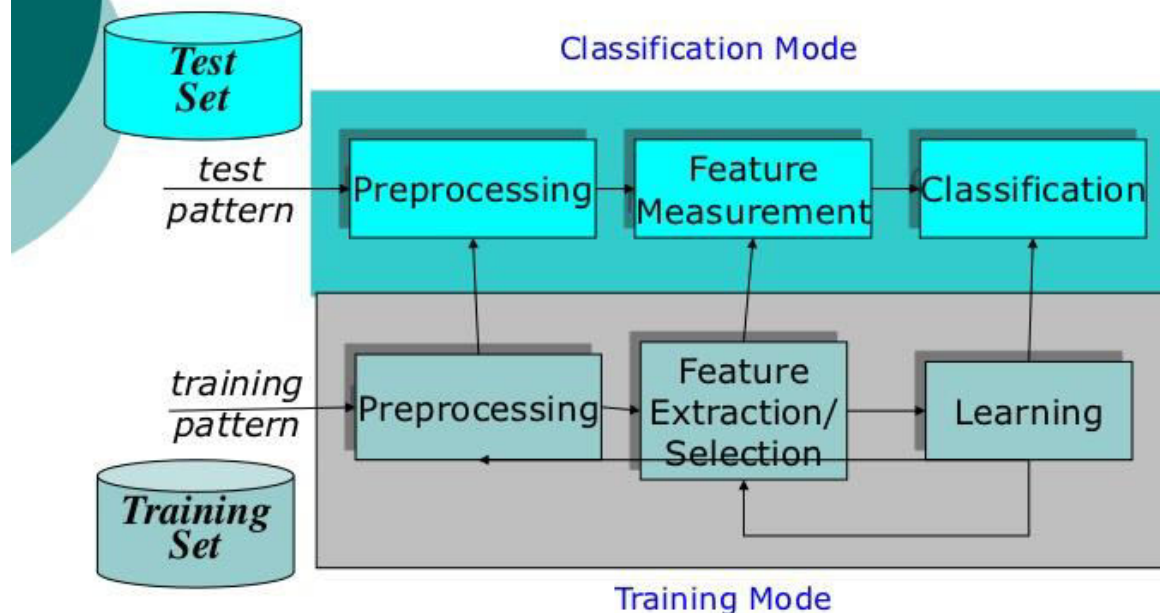 Test
Set
Classification Mode
test
pattern
Preprocessing
Feature
Measurement
Classification
training
pattern
Preprocessing
Feature
Extraction/
Selection
Learning
Training
Set
Training Mode